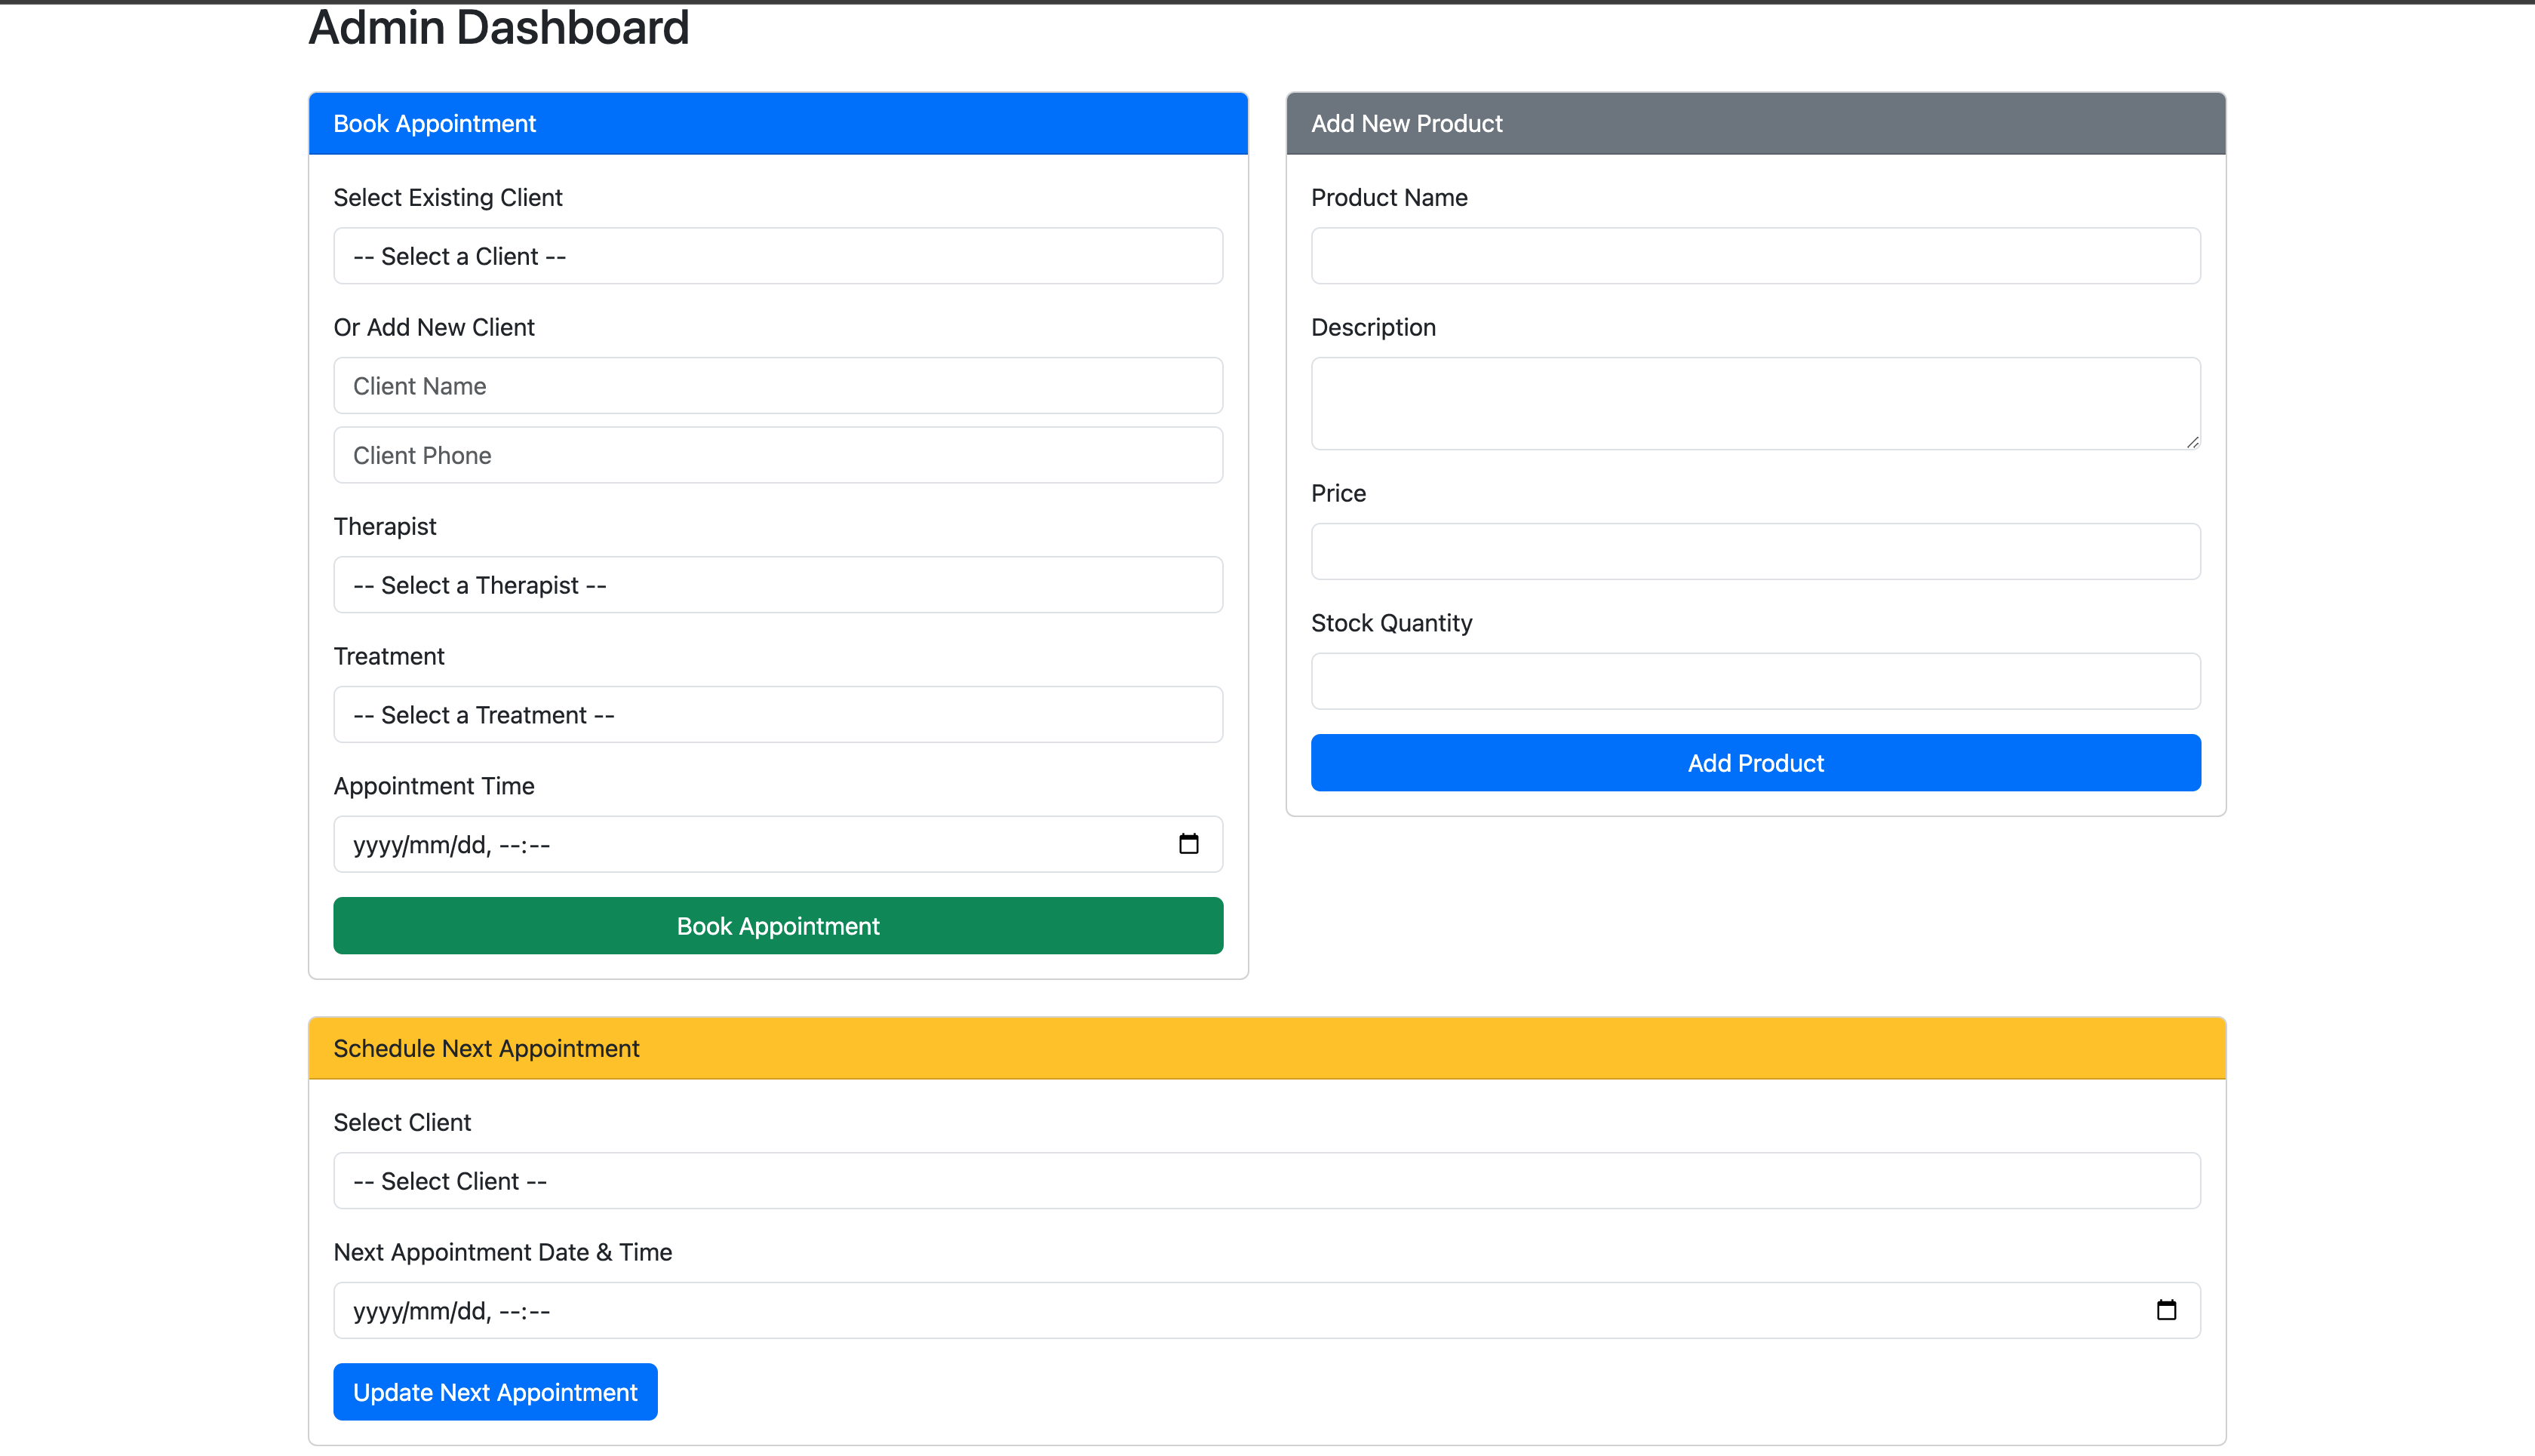 Admin Dashboard
Book Appointment
Select Existing Client
-- Select a Client --
Or Add New Client
Client Name
Client Phone
Therapist
-- Select a Therapist --
Treatment
-- Select a Treatment --
Appointment Time
yyyy/mm/dd, --:--
Book Appointment
Add New Product
Product Name
Description
Price
Stock Quantity
Add Product
Schedule Next Appointment
Select Client
-- Select Client --
Next Appointment Date & Time
yyyy/mm/dd, --:--
Update Next Appointment